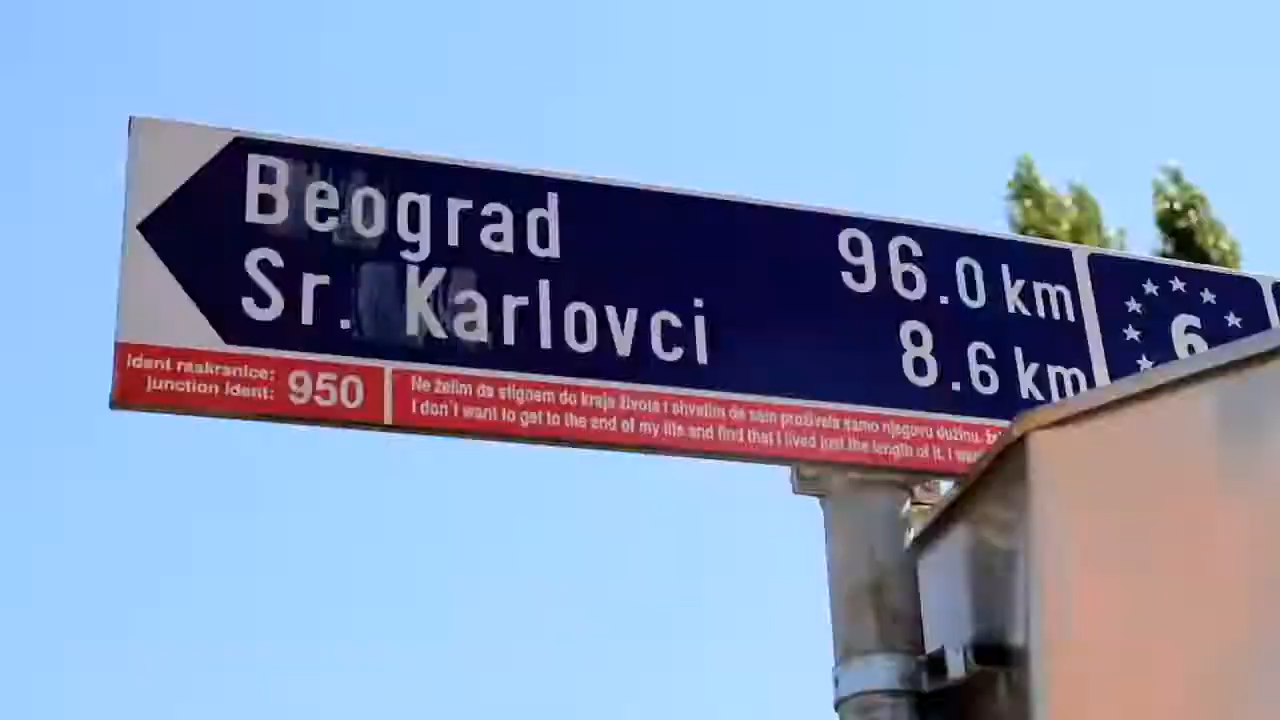 Beograd 96.0 km
Sr. Karlovci 8.6 km
6
Ident raskrsnice:
Junction Ident: 950
Ne želim da stignem do kraja života i shvatim da sam proživela samo njegovu dužinu.
I don't want to get to the end of my life and find that I lived just the length of it. I